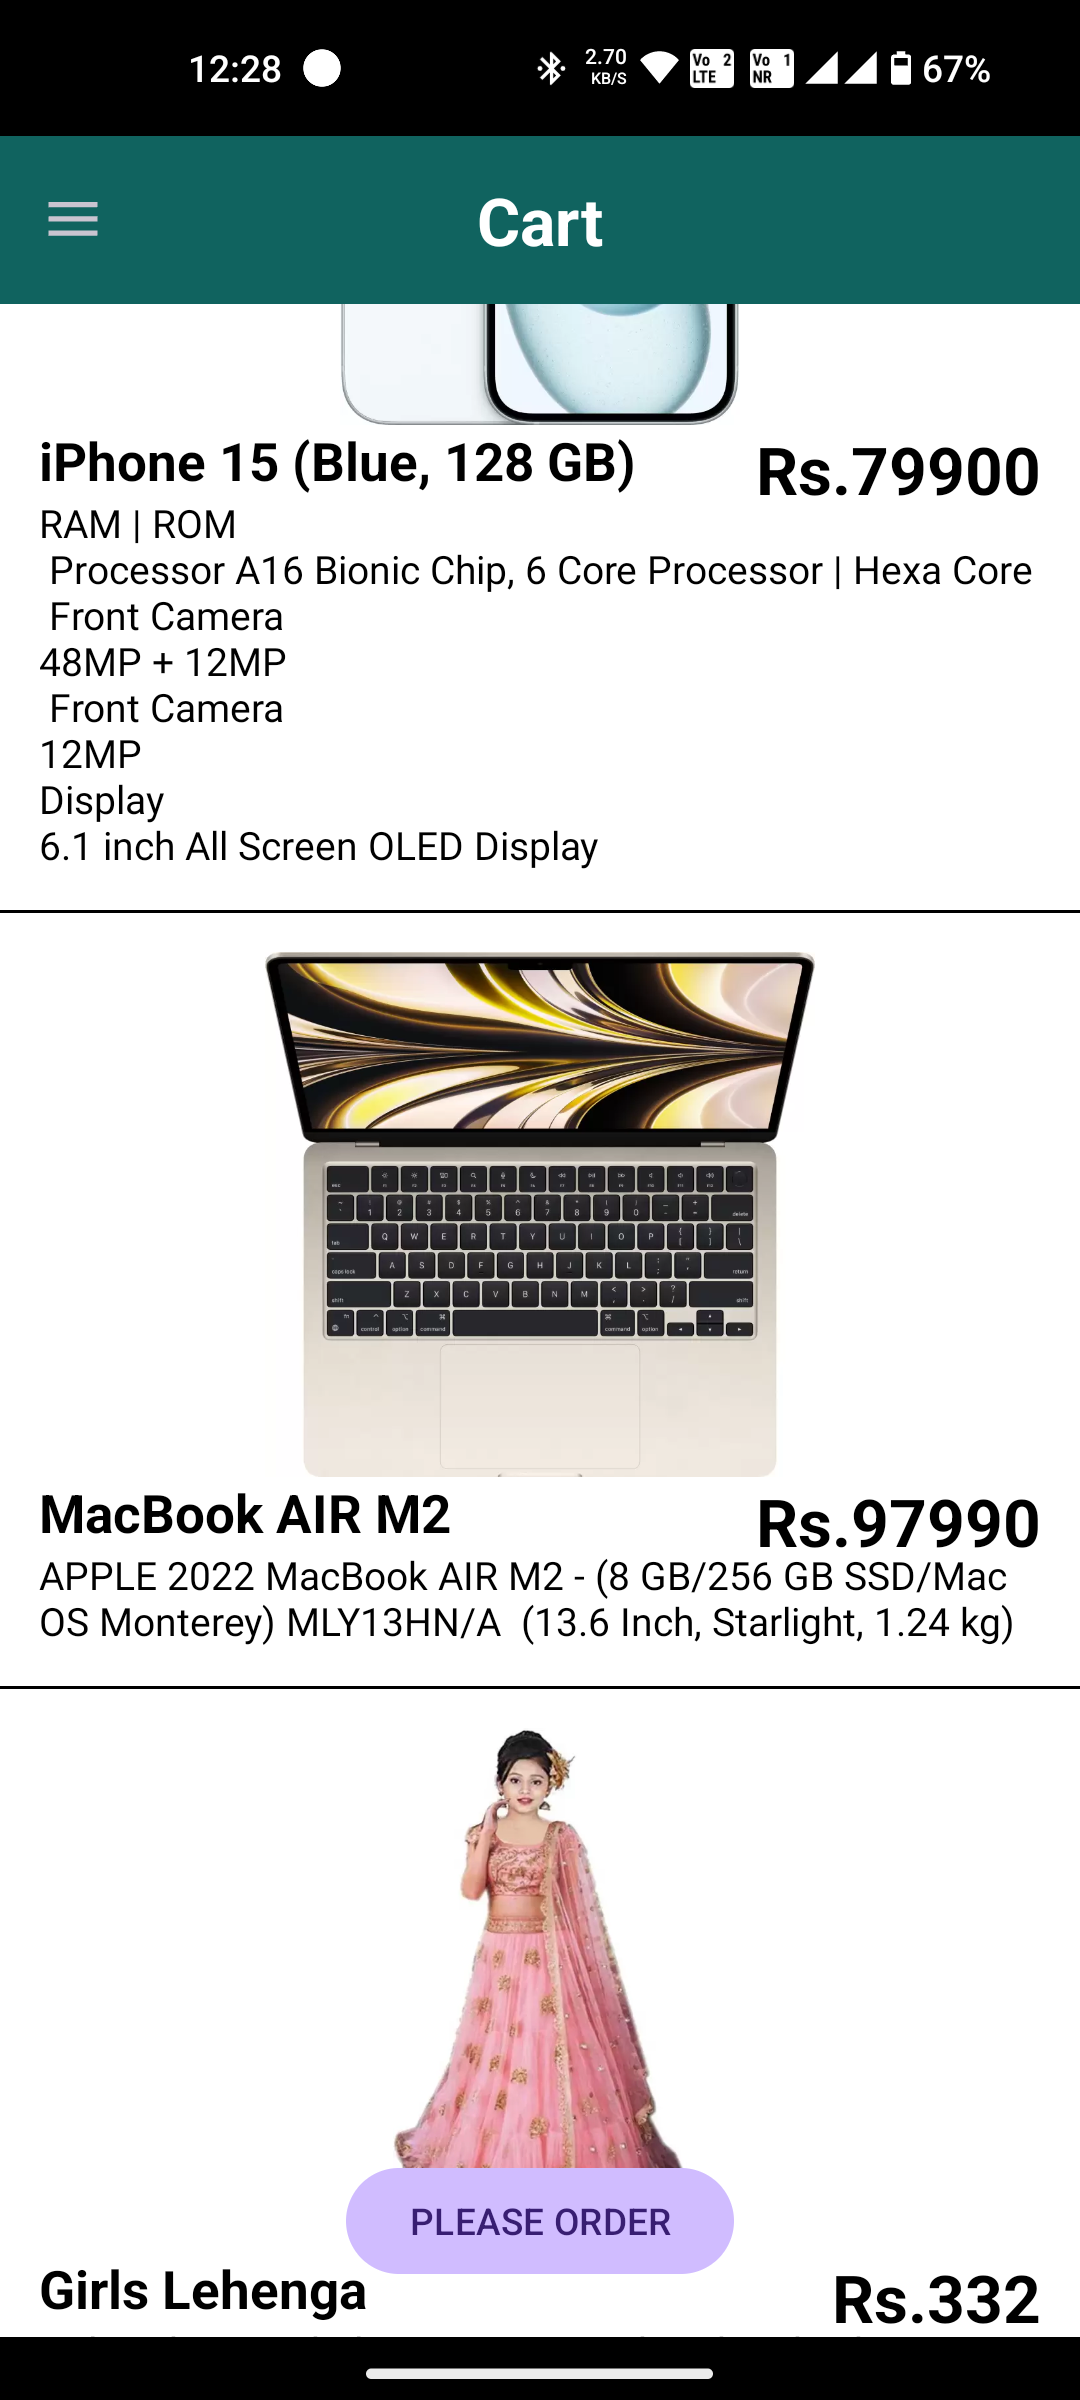 12:28
2.70
KB/S
Vo 2
LTE
Vo 1
NR
67%
Cart
iPhone 15 (Blue, 128 GB)
Rs.79900
RAM | ROM
Processor A16 Bionic Chip, 6 Core Processor | Hexa Core
Front Camera
48MP + 12MP
Front Camera
12MP
Display
6.1 inch All Screen OLED Display
MacBook AIR M2
Rs.97990
APPLE 2022 MacBook AIR M2 - (8 GB/256 GB SSD/Mac
OS Monterey) MLY13HN/A  (13.6 Inch, Starlight, 1.24 kg)
PLEASE ORDER
Girls Lehenga
Rs.332